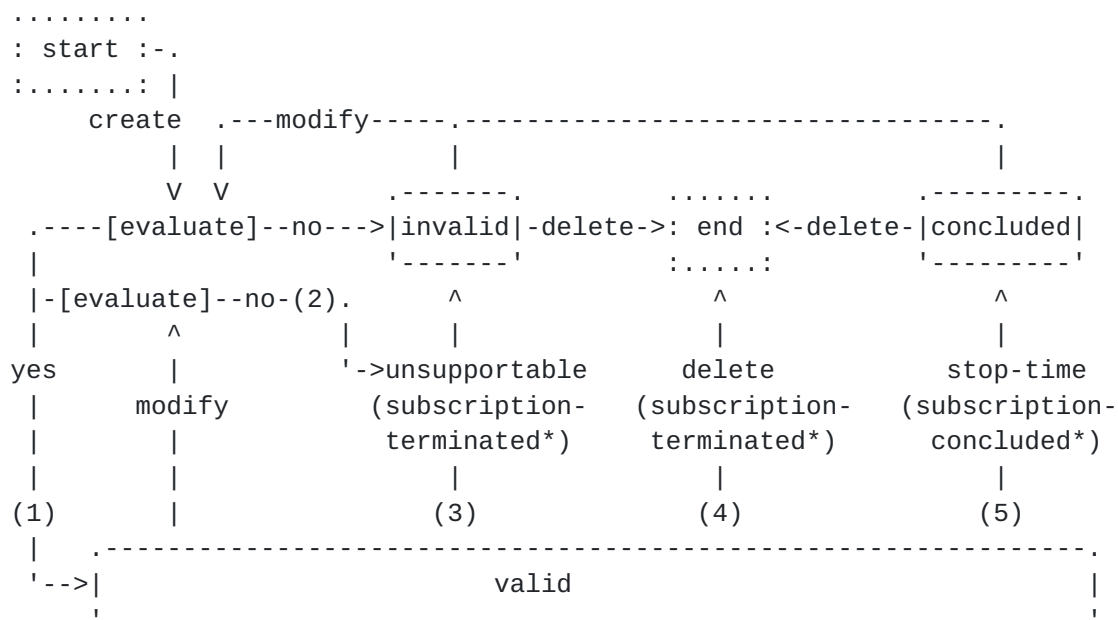 .........
: start :-.
:.......: |
     create  .---modify-----.----------------------------------.
          |  |              |                                  |
          V  V          .-------.         .......         .---------.
 .----[evaluate]--no--->|invalid|-delete->: end :<-delete-|concluded|
 |                      '-------'         :.....:         '---------'
 |-[evaluate]--no-(2).      ^                ^                 ^
 |        ^          |      |                |                 |
yes       |          '->unsupportable      delete           stop-time
 |      modify         (subscription-   (subscription-   (subscription-
 |        |             terminated*)     terminated*)      concluded*)
 |        |                 |                |                 |
(1)       |                (3)              (4)               (5)
 |   .---------------------------------------------------------------.
 '-->|                         valid                                 |
     '                                                               '